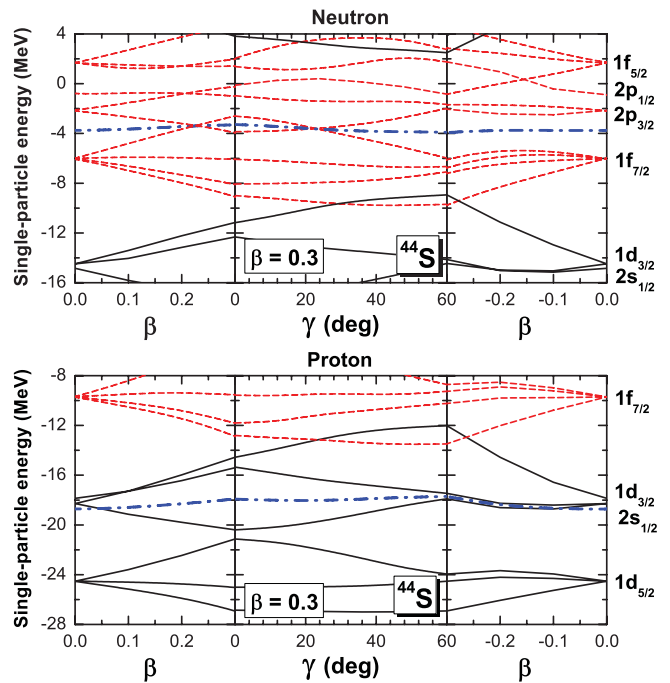 Neutron
Single-particle energy (MeV)
4
0
-4
-8
-12
-16
1f5/2
2p1/2
2p3/2
1f7/2
1d3/2
2s1/2
β = 0.3
44S
0.0 0.1 0.2 0 20 40 60 -0.2 -0.1 0.0
β γ (deg) β
Proton
Single-particle energy (MeV)
-8
-12
-16
-20
-24
-28
1f7/2
1d3/2
2s1/2
1d5/2
β = 0.3
44S
0.0 0.1 0.2 0 20 40 60 -0.2 -0.1 0.0
β γ (deg) β